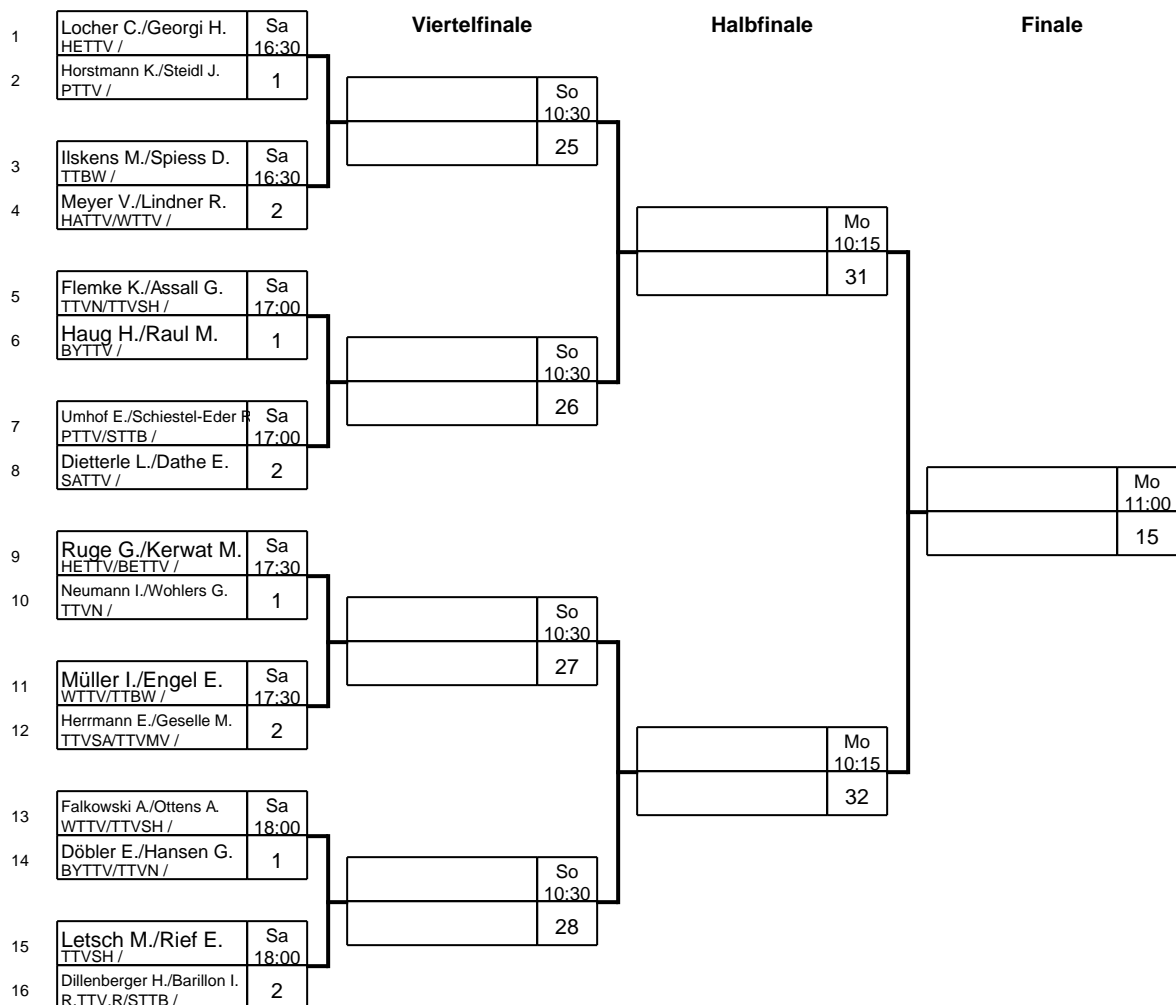 Viertelfinale Halbfinale Finale
1 Locher C./Georgi H. Sa
HETTV / 16:30
2 Horstmann K./Steidl J. 1
PTTV /
So
10:30
25
3 Ilskens M./Spiess D. Sa
TTBW / 16:30
4 Meyer V./Lindner R. 2
HATTV/WTTV /
Mo
10:15
31
5 Flemke K./Assall G. Sa
TTVN/TTVSH / 17:00
6 Haug H./Raul M. 1
BYTTV /
So
10:30
26
7 Umhof E./Schiestel-Eder R Sa
PTTV/STTB / 17:00
8 Dietterle L./Dathe E. 2
SATTV /
Mo
11:00
15
9 Ruge G./Kerwat M. Sa
HETTV/BETTV / 17:30
10 Neumann I./Wohlers G. 1
TTVN /
So
10:30
27
11 Müller I./Engel E. Sa
WTTV/TTBW / 17:30
12 Herrmann E./Geselle M. 2
TTVSA/TTVMV /
Mo
10:15
32
13 Falkowski A./Ottens A. Sa
WTTV/TTVSH / 18:00
14 Döbler E./Hansen G. 1
BYTTV/TTVN /
So
10:30
28
15 Letsch M./Rief E. Sa
TTVSH / 18:00
16 Dillenberger H./Barillon I. 2
R.TTV.R/STTB /